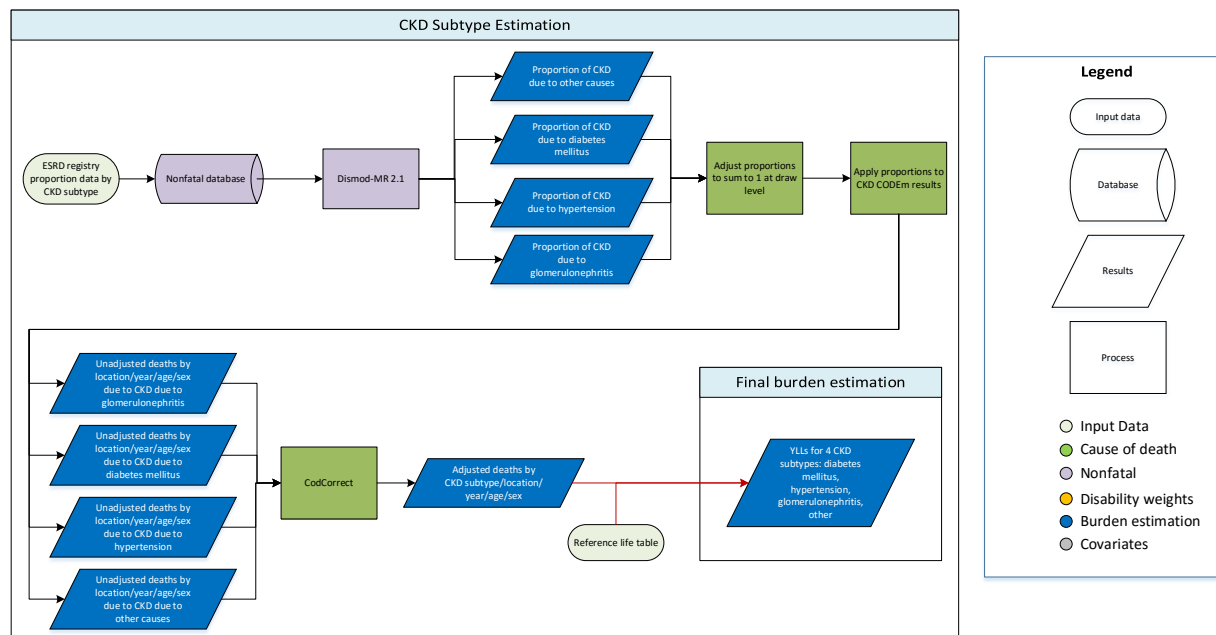 CKD Subtype Estimation
Proportion of CKD
due to other causes
Proportion of CKD
due to diabetes
mellitus
ESRD registry
proportion data by
CKD subtype
Nonfatal database
Dismod-MR 2.1
Proportion of CKD
due to hypertension
Proportion of CKD
due to
glomerulonephritis
Adjust proportions
to sum to 1 at draw
level
Apply proportions to
CKD CODEm results
Unadjusted deaths by
location/year/age/sex
due to CKD due to
glomerulonephritis
Unadjusted deaths by
location/year/age/sex
due to CKD due to
diabetes mellitus
Unadjusted deaths by
location/year/age/sex
due to CKD due to
hypertension
Unadjusted deaths by
location/year/age/sex
due to CKD due to
other causes
CodCorrect
Adjusted deaths by
CKD subtype/location/
year/age/sex
Reference life table
Final burden estimation
YLLs for 4 CKD
subtypes: diabetes
mellitus,
hypertension,
glomerulonephritis,
other
Legend
Input data
Database
Results
Process
Input Data
Cause of death
Nonfatal
Disability weights
Burden estimation
Covariates